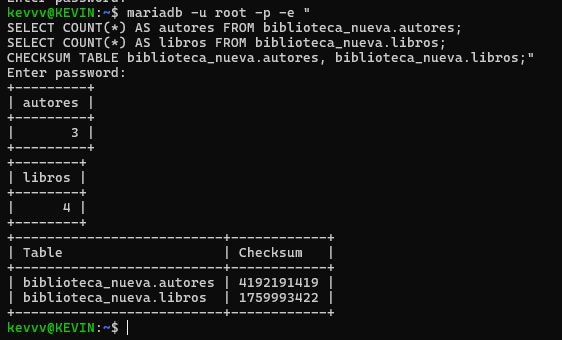 kevvv@KEVIN:~$ mariadb -u root -p -e "
SELECT COUNT(*) AS autores FROM biblioteca_nueva.autores;
SELECT COUNT(*) AS libros FROM biblioteca_nueva.libros;
CHECKSUM TABLE biblioteca_nueva.autores, biblioteca_nueva.libros;"
Enter password:
+---------+
| autores |
+---------+
|       3 |
+---------+
+--------+
| libros |
+--------+
|      4 |
+--------+
+--------------------------+------------+
| Table                    | Checksum   |
+--------------------------+------------+
| biblioteca_nueva.autores | 4192191419 |
| biblioteca_nueva.libros  | 1759993422 |
+--------------------------+------------+
kevvv@KEVIN:~$